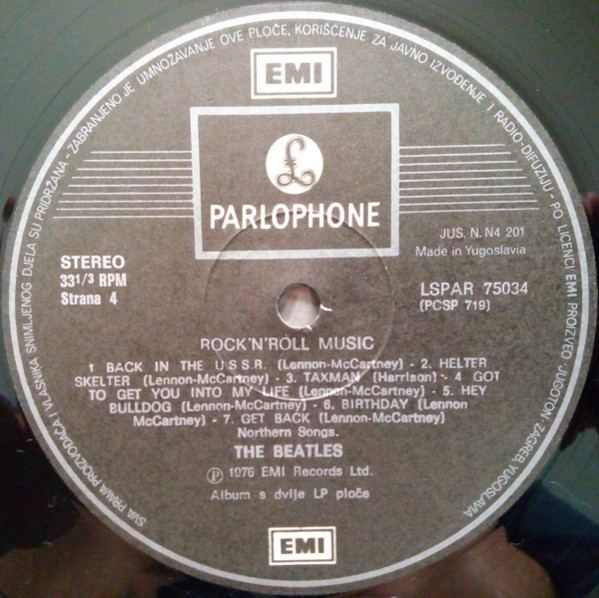 SVA PRAVA PROIZVOĐAČA I VLASNIKA SNIMLJENOG DJELA SU PRIDRŽANA - ZABRANJENO JE UMNOŽAVANJE OVE PLOČE, KORIŠĆENJE ZA JAVNO IZVOĐENJE I RADIO-DIFUZIJU - PO LICENCI EMI PROIZVEO JUGOTON-ZAGREB, YUGOSLAVIA
EMI
£
PARLOPHONE
JUS. N. N4 201
Made in Yugoslavia
STEREO
33 1/3 RPM
Strana 4
LSPAR 75034
(PCSP 719)
ROCK'N'ROLL MUSIC
1 BACK IN THE U.S.S.R. (Lennon-McCartney) - 2. HELTER
SKELTER (Lennon-McCartney) - 3. TAXMAN (Harrison) - 4 GOT
TO GET YOU INTO MY LIFE (Lennon-McCartney) - 5. HEY
BULLDOG (Lennon-McCartney) - 6. BIRTHDAY (Lennon
McCartney) - 7. GET BACK (Lennon-McCartney)
Northern Songs.
THE BEATLES
Ⓟ 1976 EMI Records Ltd.
Album s dvije LP ploče
EMI